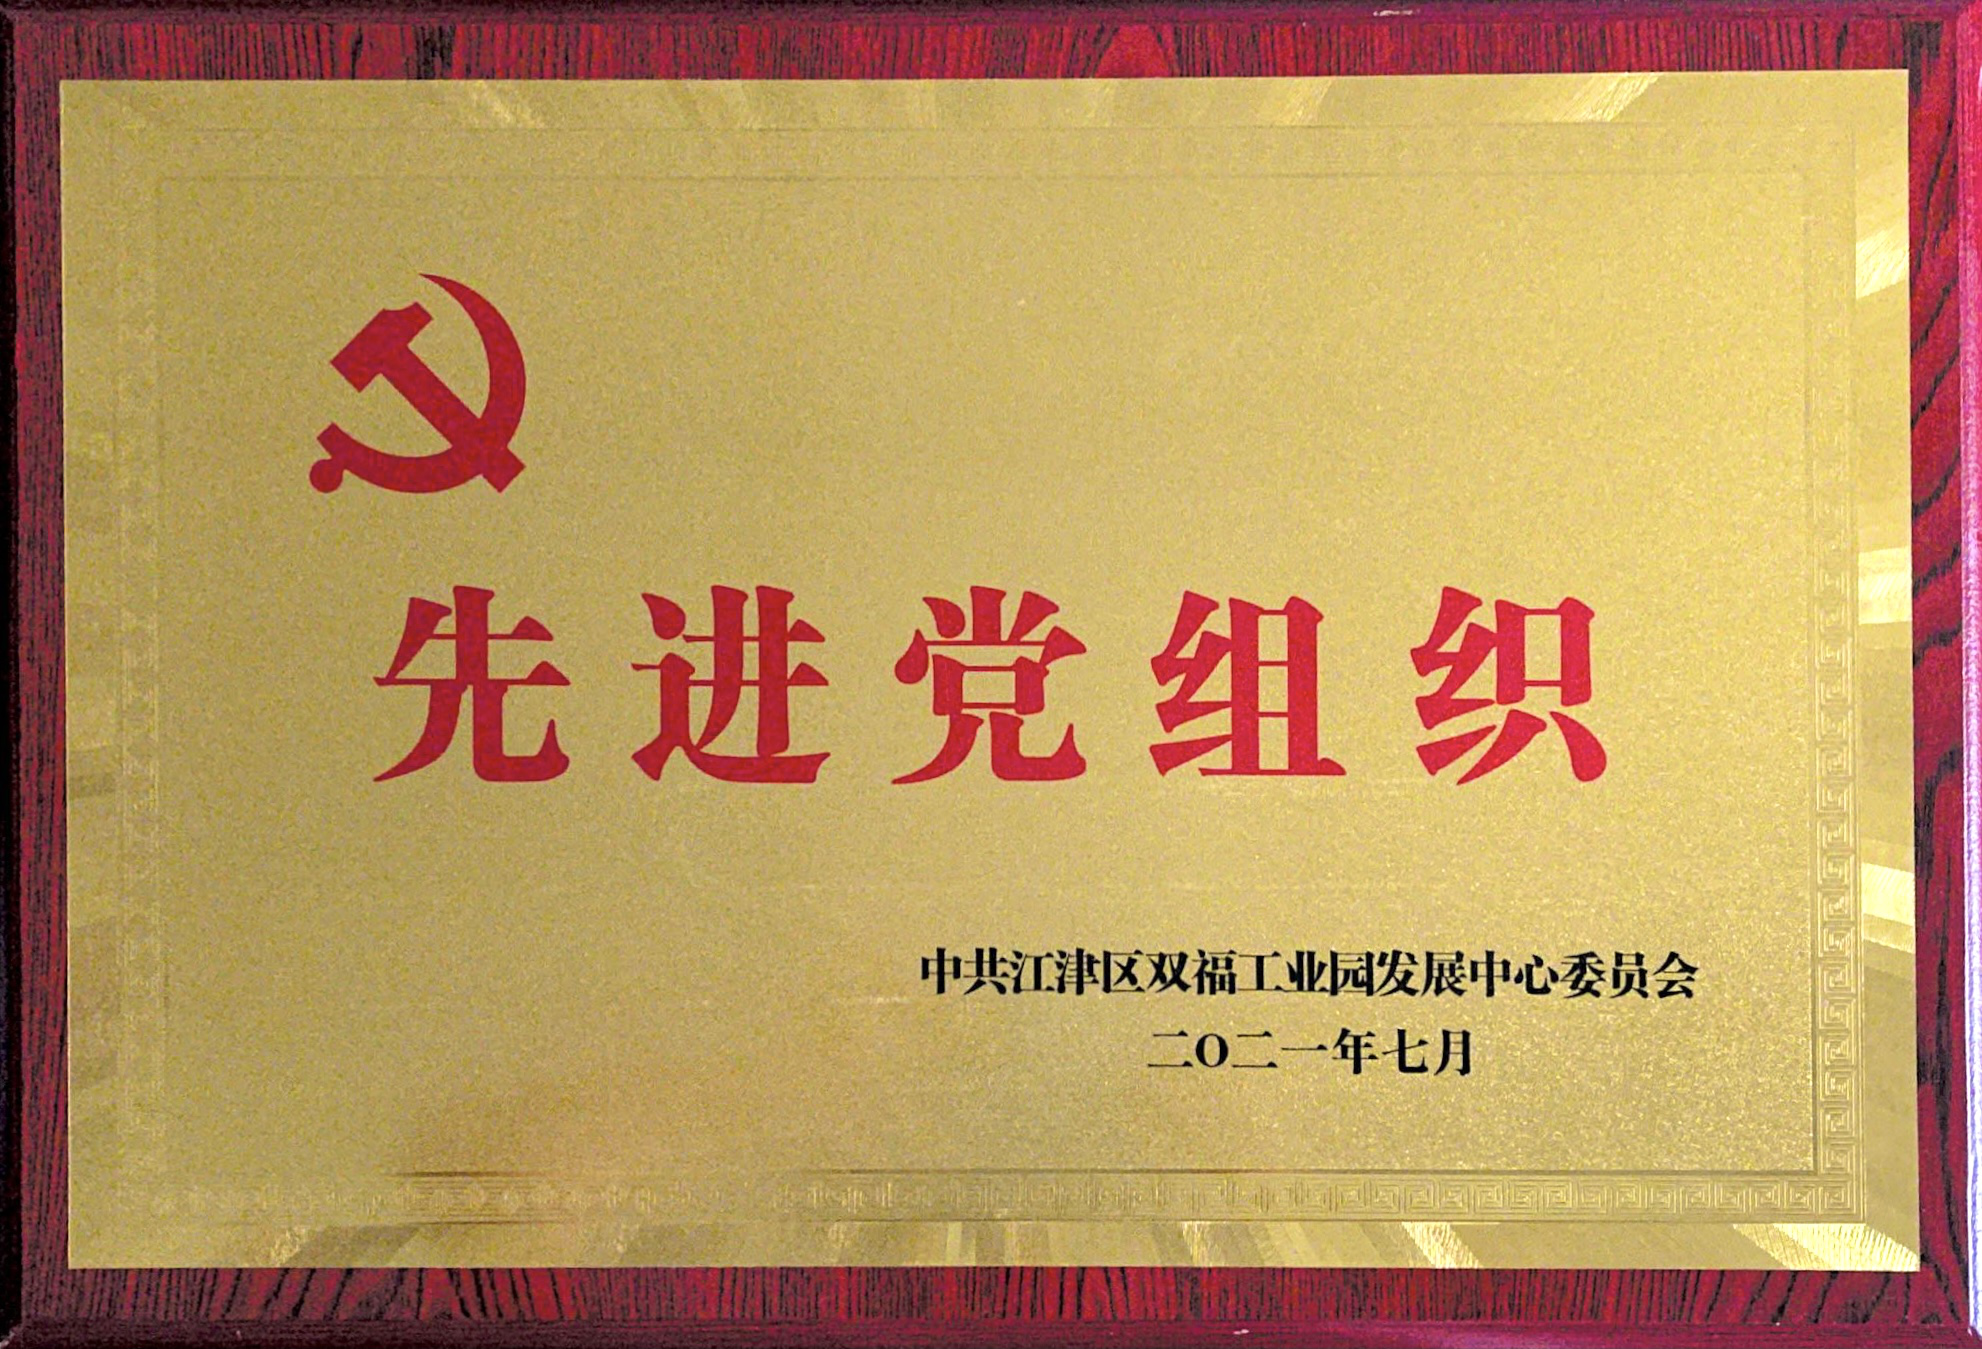 先进党组织
中共江津区双福工业园发展中心委员会
二〇二一年七月